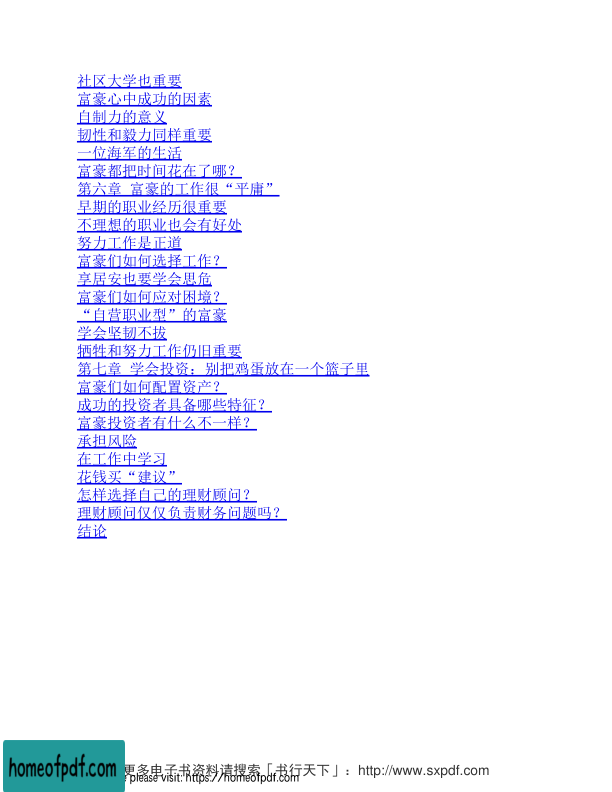 社区大学也重要
富豪心中成功的因素
自制力的意义
韧性和毅力同样重要
一位海军的生活
富豪都把时间花在了哪？
第六章 富豪的工作很“平庸”
早期的职业经历很重要
不理想的职业也会有好处
努力工作是正道
富豪们如何选择工作？
享居安也要学会思危
富豪们如何应对困境？
“自营职业型”的富豪
学会坚韧不拔
牺牲和努力工作仍旧重要
第七章 学会投资：别把鸡蛋放在一个篮子里
富豪们如何配置资产？
成功的投资者具备哪些特征？
富豪投资者有什么不一样？
承担风险
在工作中学习
花钱买“建议”
怎样选择自己的理财顾问？
理财顾问仅仅负责财务问题吗？
结论
更多电子书资料请搜索「书行天下」：http://www.sxpdf.com
homeofpdf.com
please visit: https://homeofpdf.com